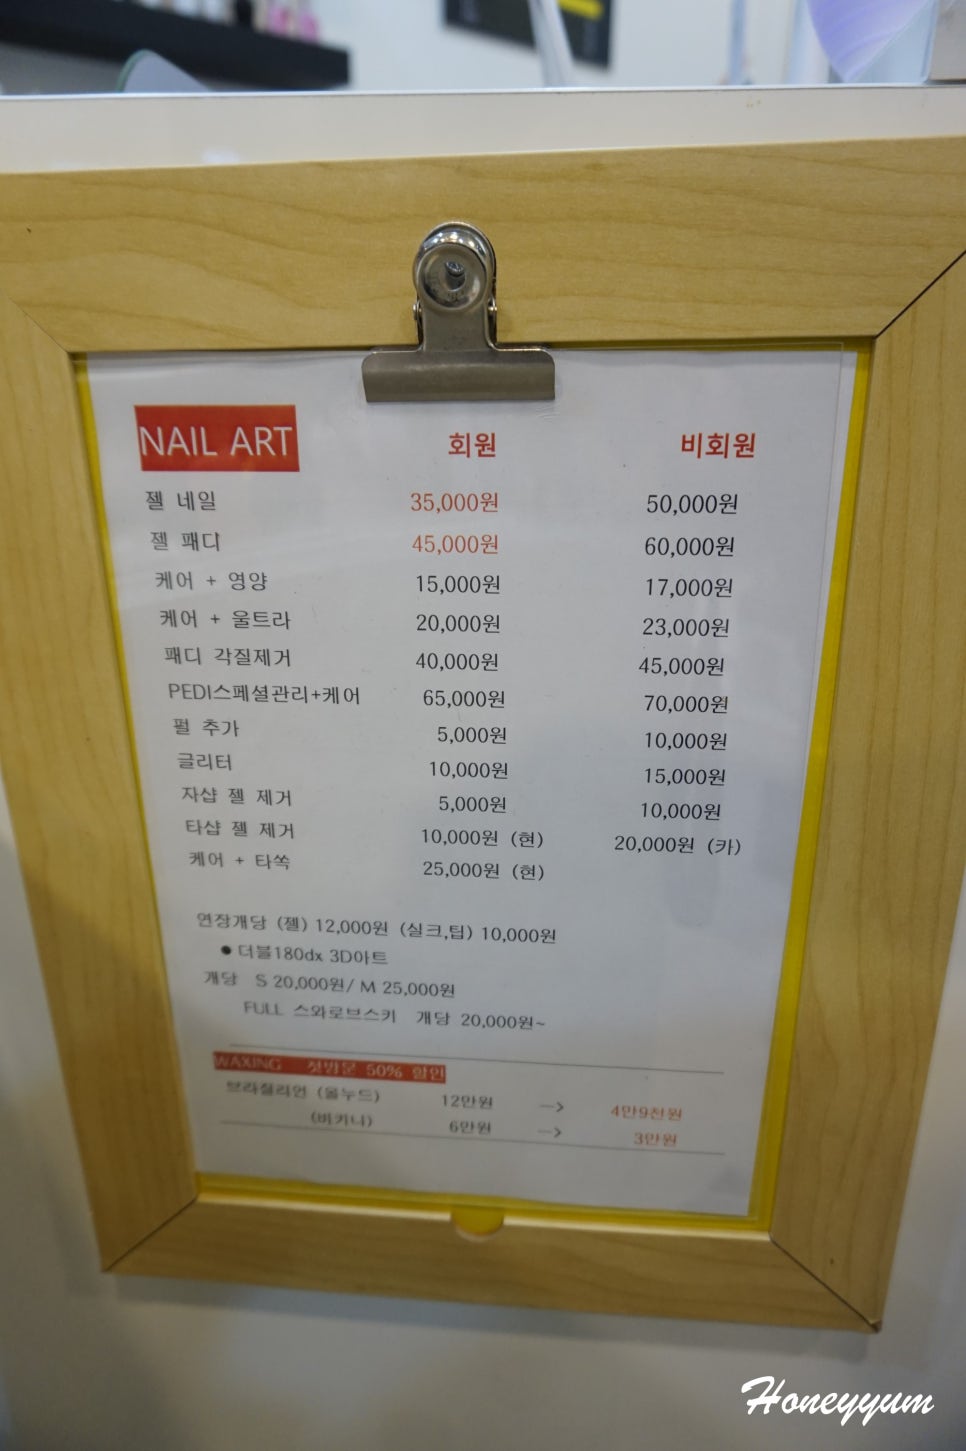 NAIL ART 회원 비회원
젤 네일 35,000원 50,000원
젤 패디 45,000원 60,000원
케어 + 영양 15,000원 17,000원
케어 + 울트라 20,000원 23,000원
패디 각질제거 40,000원 45,000원
PEDI스페셜관리+케어 65,000원 70,000원
펄 추가 5,000원 10,000원
글리터 10,000원 15,000원
자샵 젤 제거 5,000원 10,000원
타샵 젤 제거 10,000원 (현) 20,000원 (카)
케어 + 타쏙 25,000원 (현)
연장개당 (젤) 12,000원 (실크,팁) 10,000원
● 더블180dx 3D아트
개당 S 20,000원/ M 25,000원
FULL 스와로브스키 개당 20,000원~
WAXING 첫방문 50% 할인
브라질리언 (올누드) 12만원 —> 4만9천원
(비키니) 6만원 —> 3만원
Honeyyum